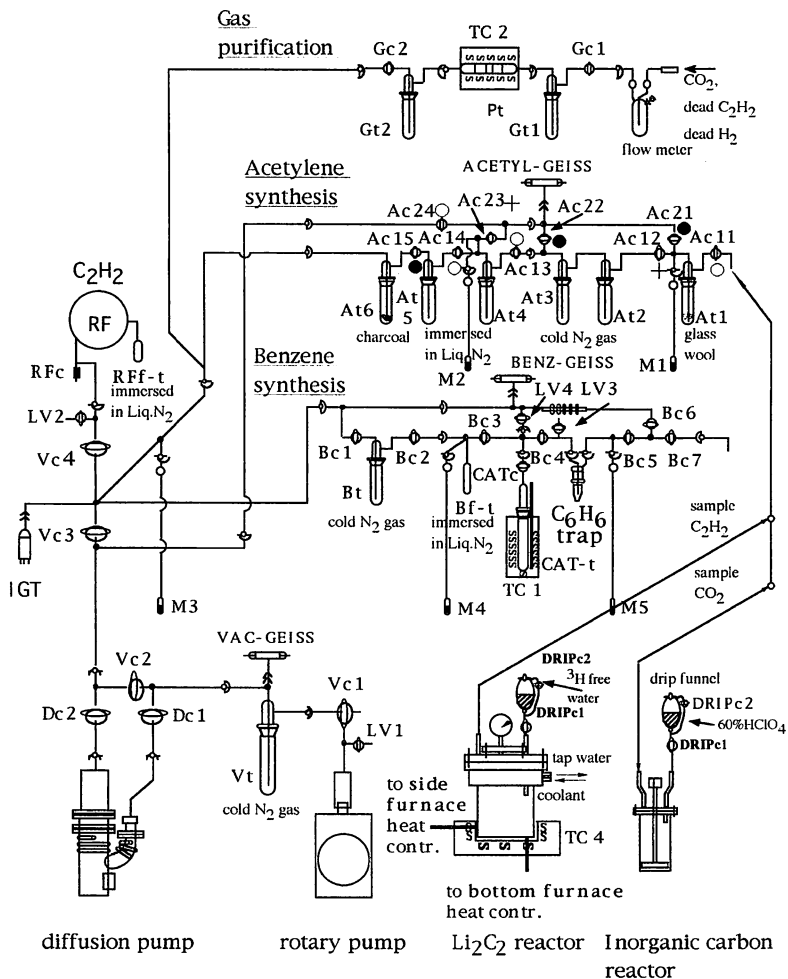 Gas
purification
Gc2
TC 2
Gc1
S S S S
S S S S
Pt
Gt2
Gt1
CO2,
dead C2H2
dead H2
flow meter
Acetylene
synthesis
ACETYL-GEISS
Ac24
Ac23
Ac22
Ac21
Ac15
Ac14
Ac13
Ac12
Ac11
At6
At
5
At4
At3
At2
At1
charcoal
immersed
in Liq.N2
cold N2 gas
glass
wool
M2
M1
C2H2
RF
RFc
RFf-t
immersed
in Liq.N2
LV2
Vc4
Vc3
IGT
M3
Benzene
synthesis
BENZ-GEISS
LV4 LV3
Bc3
Bc6
Bc1
Bc2
Bc4
Bc5
Bc7
Bt
CATc
cold N2 gas
Bf-t
immersed
in Liq.N2
C6H6
trap
SSSSS
SSSSS
CAT-t
TC 1
M4
M5
sample
C2H2
sample
CO2
VAC-GEISS
Vc2
Vc1
Dc2
Dc1
LV1
Vt
cold N2 gas
DRIPc2
3H free
water
DRIPc1
drip funnel
DRIPc2
60%HClO4
DRIPc1
tap water
coolant
to side
furnace
heat
contr.
TC 4
S S S
to bottom furnace
heat contr.
diffusion pump
rotary pump
Li2C2 reactor
Inorganic carbon
reactor